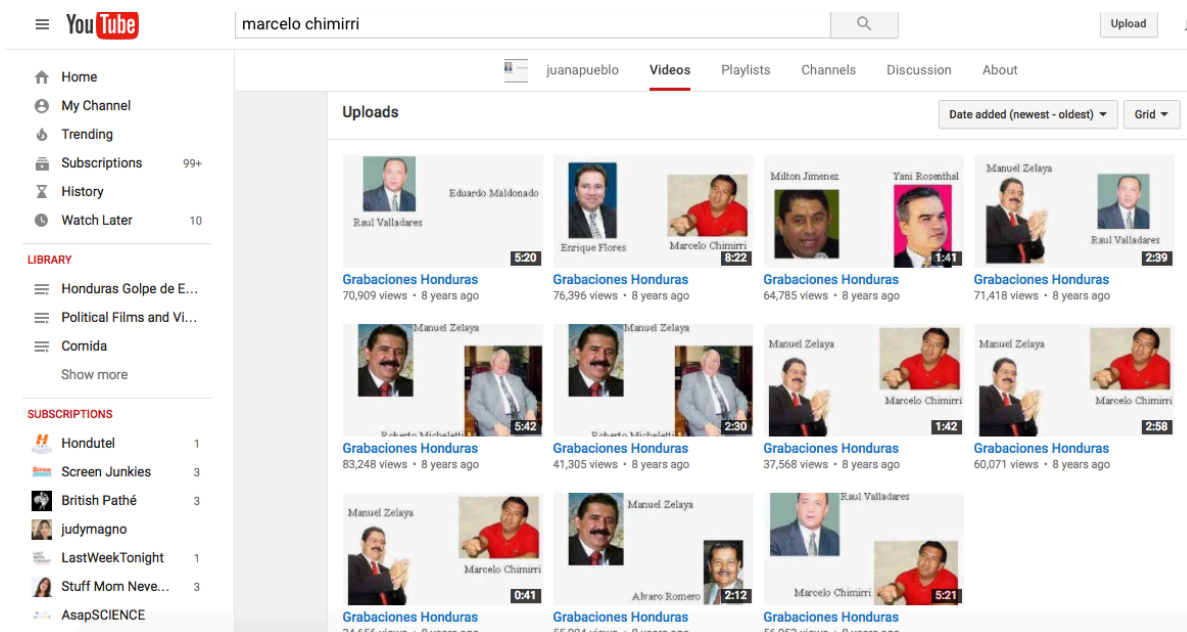 YouTube
marcelo chimirri
Upload
Home
My Channel
Trending
Subscriptions 99+
History
Watch Later 10
LIBRARY
Honduras Golpe de E...
Political Films and Vi...
Comida
Show more
SUBSCRIPTIONS
Hondutel 1
Screen Junkies 3
British Pathé 3
judymagno
LastWeekTonight 1
Stuff Mom Neve... 3
AsapSCIENCE
juanapueblo Videos Playlists Channels Discussion About
Uploads
Date added (newest - oldest) Grid
Eduardo Maldonado
Raul Valladares
5:20
Grabaciones Honduras
70,909 views • 8 years ago
Enrique Flores
Marcelo Chimirri
8:22
Grabaciones Honduras
76,396 views • 8 years ago
Milton Jimenez
Yani Rosenthal
1:41
Grabaciones Honduras
64,785 views • 8 years ago
Manuel Zelaya
Raul Valladares
2:39
Grabaciones Honduras
71,418 views • 8 years ago
Manuel Zelaya
Roberto Micheletti
5:42
Grabaciones Honduras
83,248 views • 8 years ago
Manuel Zelaya
Roberto Micheletti
2:30
Grabaciones Honduras
41,305 views • 8 years ago
Manuel Zelaya
Marcelo Chimirri
1:42
Grabaciones Honduras
37,568 views • 8 years ago
Manuel Zelaya
Marcelo Chimirri
2:58
Grabaciones Honduras
60,071 views • 8 years ago
Manuel Zelaya
Marcelo Chimirri
0:41
Grabaciones Honduras
Manuel Zelaya
Alvaro Romero
2:12
Grabaciones Honduras
Raul Valladares
Marcelo Chimirri
5:21
Grabaciones Honduras